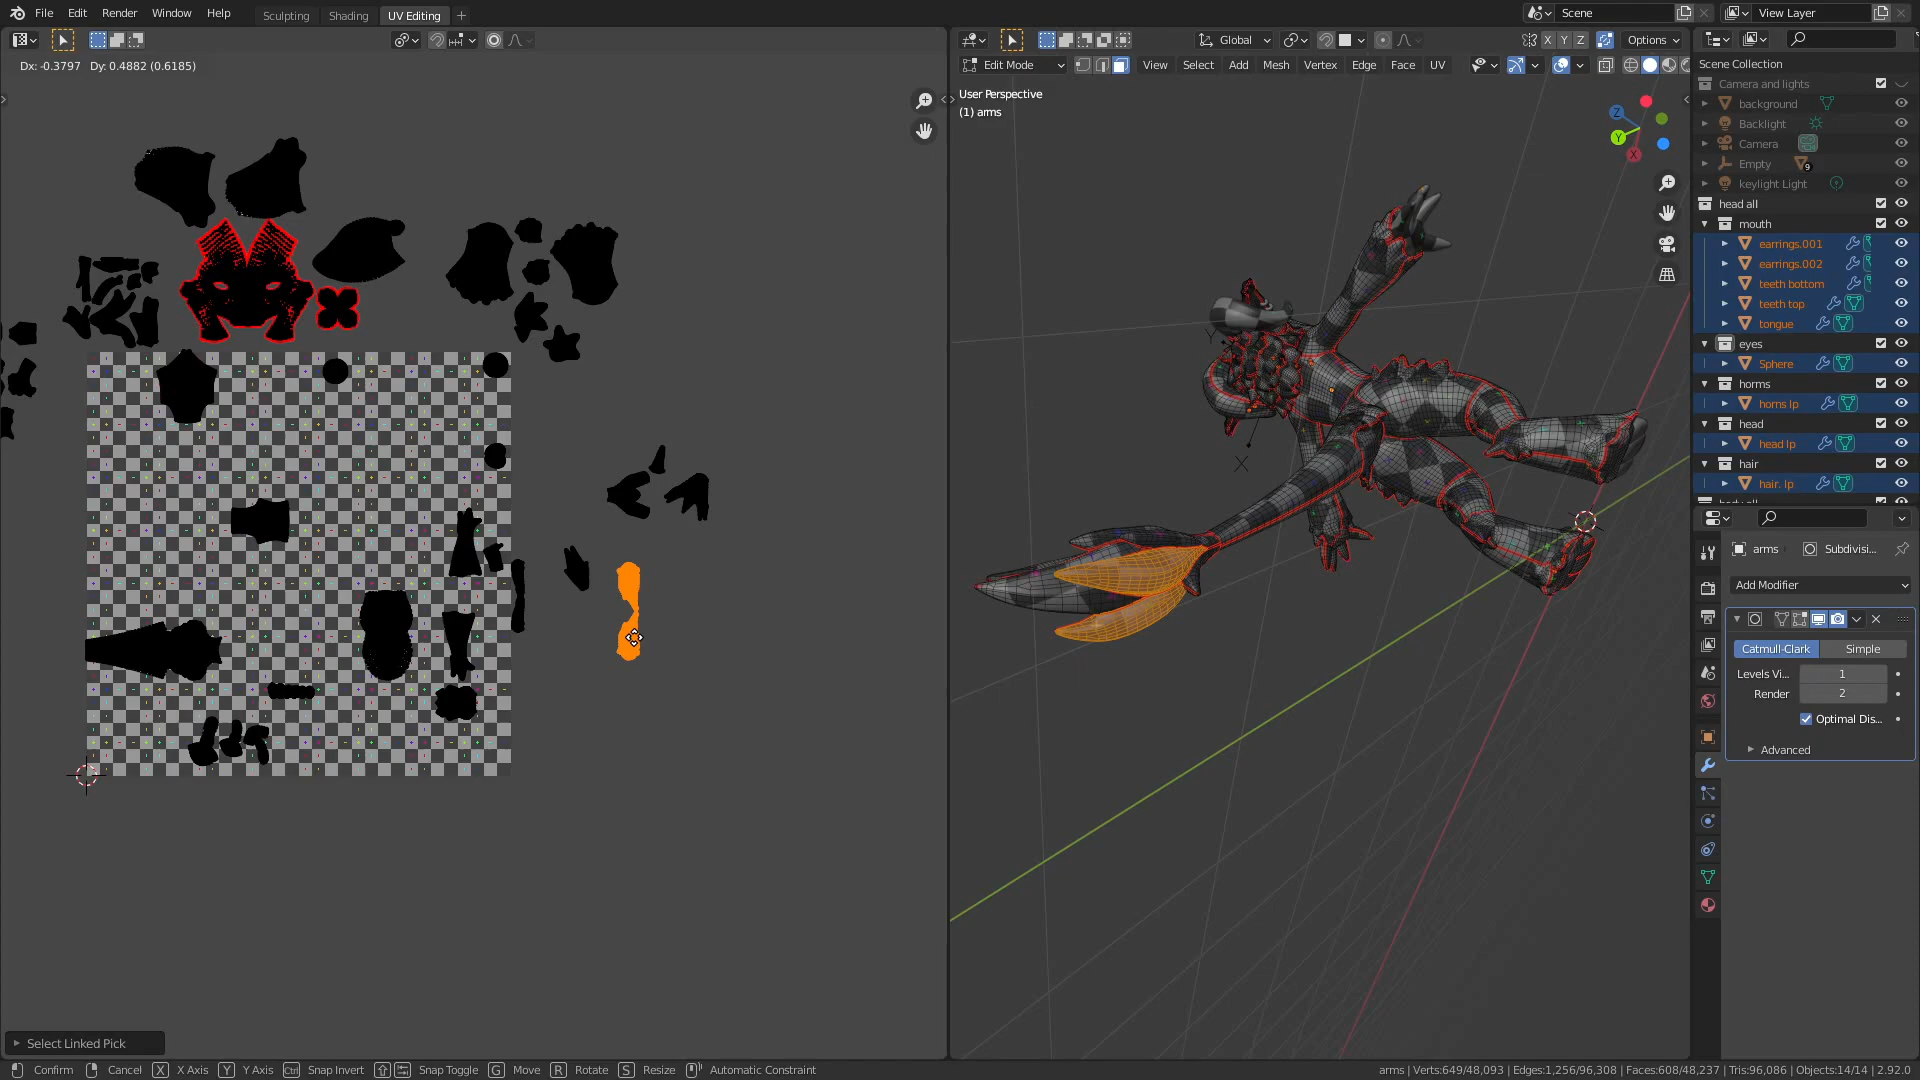 File Edit Render Window Help Sculpting Shading UV Editing + Scene View Layer
Global X Y Z Options
Dx: -0.3797 Dy: 0.4882 (0.6185)
Edit Mode View Select Add Mesh Vertex Edge Face UV
User Perspective
(1) arms
Z
Y
X
Scene Collection
Camera and lights
background
Backlight
Camera
Empty 9
keylight Light
head all
mouth
earrings.001
earrings.002
teeth bottom
teeth top
tongue
eyes
Sphere
horms
horns lp
head
head lp
hair
hair. lp
arms Subdivisi...
Add Modifier
Catmull-Clark Simple
Levels Vi... 1
Render 2
Optimal Dis...
Advanced
Select Linked Pick
Confirm Cancel X X Axis Y Y Axis Ctrl Snap Invert Snap Toggle G Move R Rotate S Resize Automatic Constraint
arms | Verts:649/48,093 | Edges:1,256/96,308 | Faces:608/48,237 | Tris:96,086 | Objects:14/14 | 2.92.0